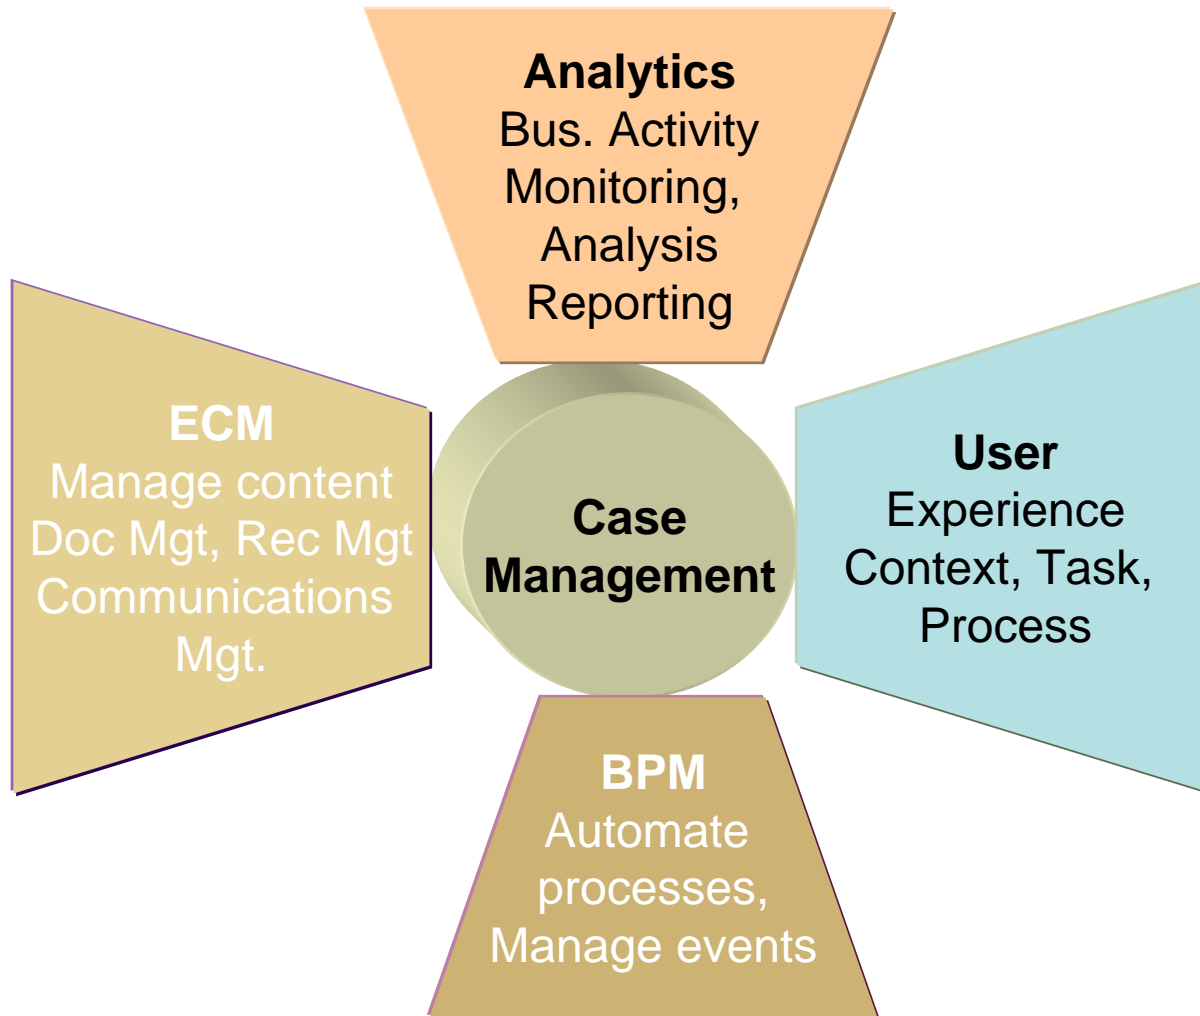 Analytics
Bus. Activity
Monitoring,
Analysis
Reporting
ECM
Manage content
Doc Mgt, Rec Mgt
Communications
Mgt.
Case
Management
User
Experience
Context, Task,
Process
BPM
Automate
processes,
Manage events